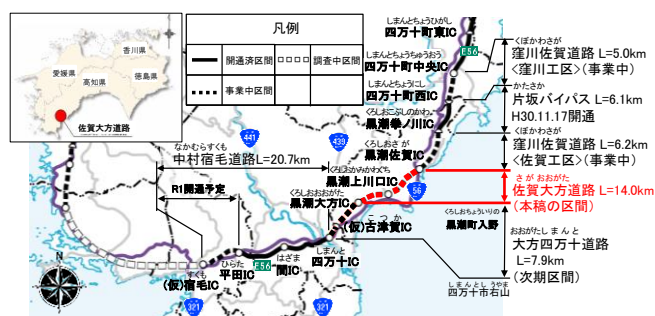 凡例
開通済区間
調査中区間
事業中区間
香川県
愛媛県
徳島県
高知県
佐賀大方道路
しまんとちょうひがし
四万十町東IC
E56
しまんとちょうちゅうおう
四万十町中央IC
しまんとちょうにし
四万十町西IC
くろしおこぶしのかわ
黒潮拳ノ川IC
くろしおさが
黒潮佐賀IC
くろしおかみかわぐち
黒潮上川口IC
くろしおおおがた
黒潮大方IC
こつか
(仮)古津賀IC
しまんと
四万十IC
はざま
間IC
ひらた
平田IC
すくも
(仮)宿毛IC
E56
441
439
56
321
321
なかむらすくも
中村宿毛道路L=20.7km
R1開通予定
くぼかわさが
窪川佐賀道路 L=5.0km
<窪川工区>(事業中)
かたさか
片坂バイパス L=6.1km
H30.11.17開通
くぼかわさが
窪川佐賀道路 L=6.2km
<佐賀工区>(事業中)
さが おおがた
佐賀大方道路 L=14.0km
(本稿の区間)
くろしおちょういりの
黒潮町入野
おおがたしまんと
大方四万十道路
L=7.9km
(次期区間)
しまんとしうやま
四万十市右山